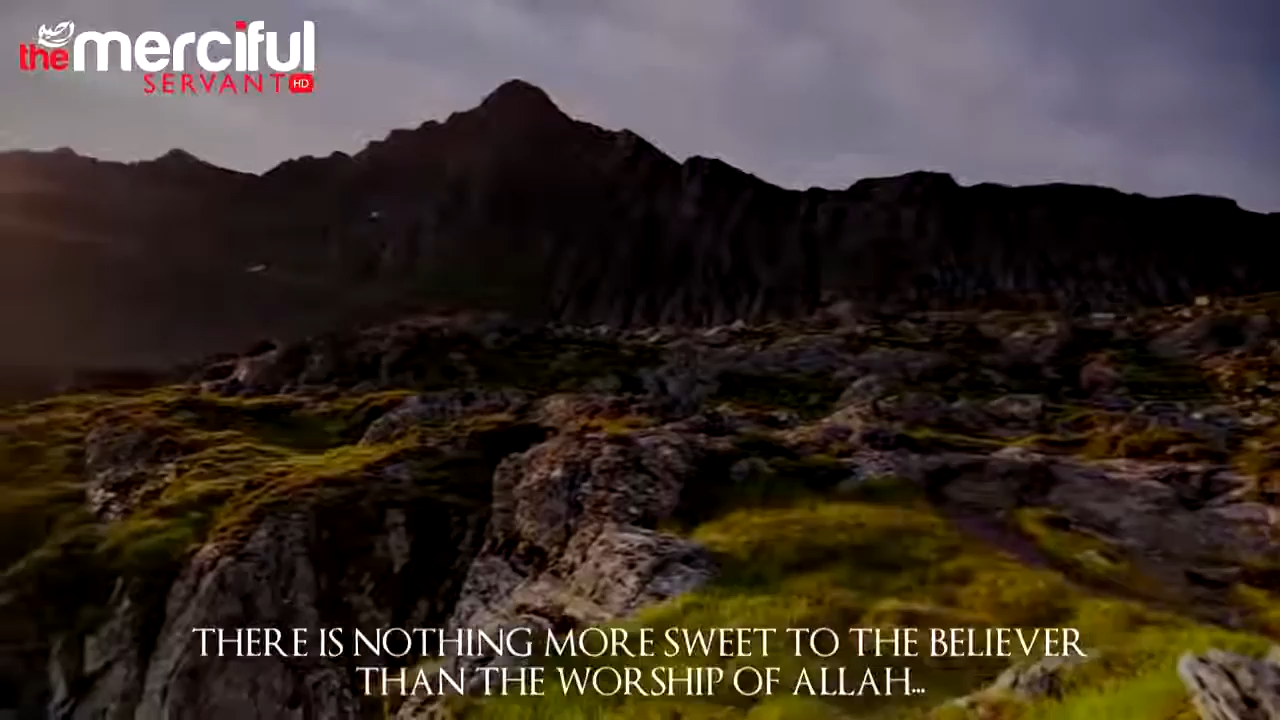 the merciful
SERVANT HD
THERE IS NOTHING MORE SWEET TO THE BELIEVER
THAN THE WORSHIP OF ALLAH...